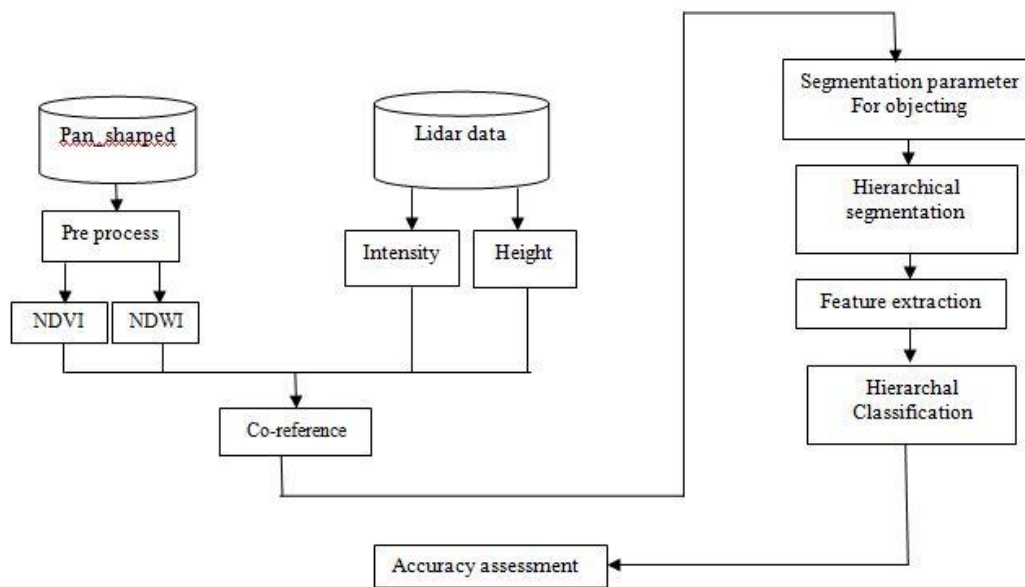 Pan_sharped
Lidar data
Pre process
Intensity
Height
NDVI
NDWI
Co-reference
Segmentation parameter
For objecting
Hierarchical
segmentation
Feature extraction
Hierarchal
Classification
Accuracy assessment